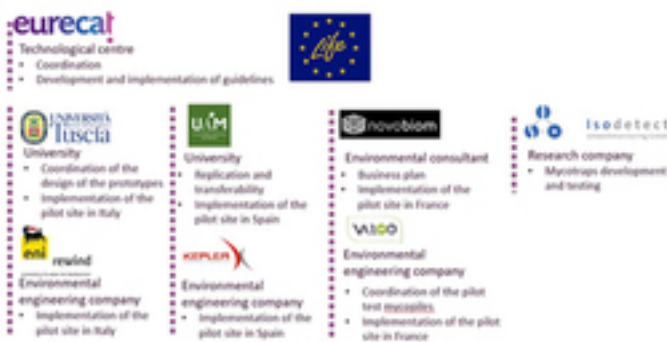 eurecat
Technological centre
• Coordination
• Development and implementation of guidelines
Life
UNIVERSITÀ
Tuscia
University
• Coordination of the
design of the prototypes
• Implementation of the
pilot site in Italy
eni
rewind
Environmental
engineering company
• Implementation of the
pilot site in Italy
UAM
University
• Replication and
transferability
• Implementation of the
pilot site in Spain
KEPLER
Environmental
engineering company
• Implementation of the
pilot site in Spain
novobiom
Environmental consultant
• Business plan
• Implementation of the
pilot site in France
VALGO
Environmental
engineering company
• Coordination of the pilot
test mycopiles
• Implementation of the pilot
site in France
Isodetect
Research company
• Mycotraps development
and testing